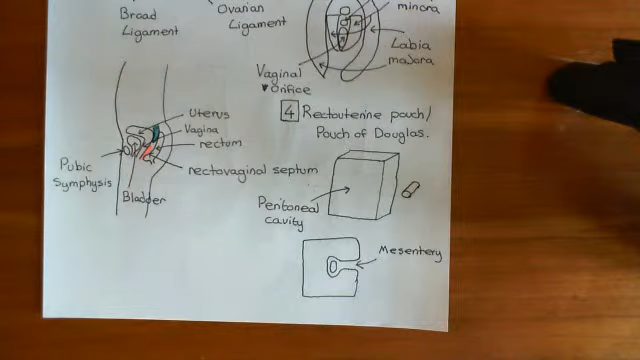 Broad
Ligament
Ovarian
Ligament
minora
Labia
majora
Vaginal
Orifice
4 Rectouterine pouch/
Pouch of Douglas.
Uterus
Vagina
rectum
rectovaginal septum
Pubic
Symphysis
Bladder
Peritoneal
cavity
Mesentery